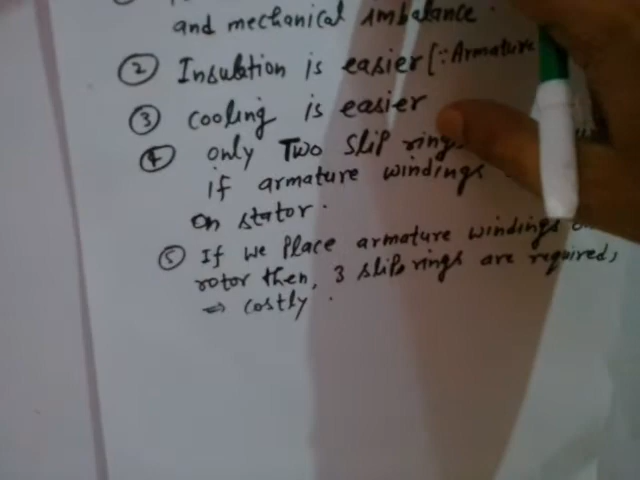 and mechanical imbalance.
② Insulation is easier [∵ Armature
③ cooling is easier
④ only Two slip rings
if armature windings
on stator.
⑤ If we place armature windings
rotor then, 3 slip rings are required,
⇒ costly.